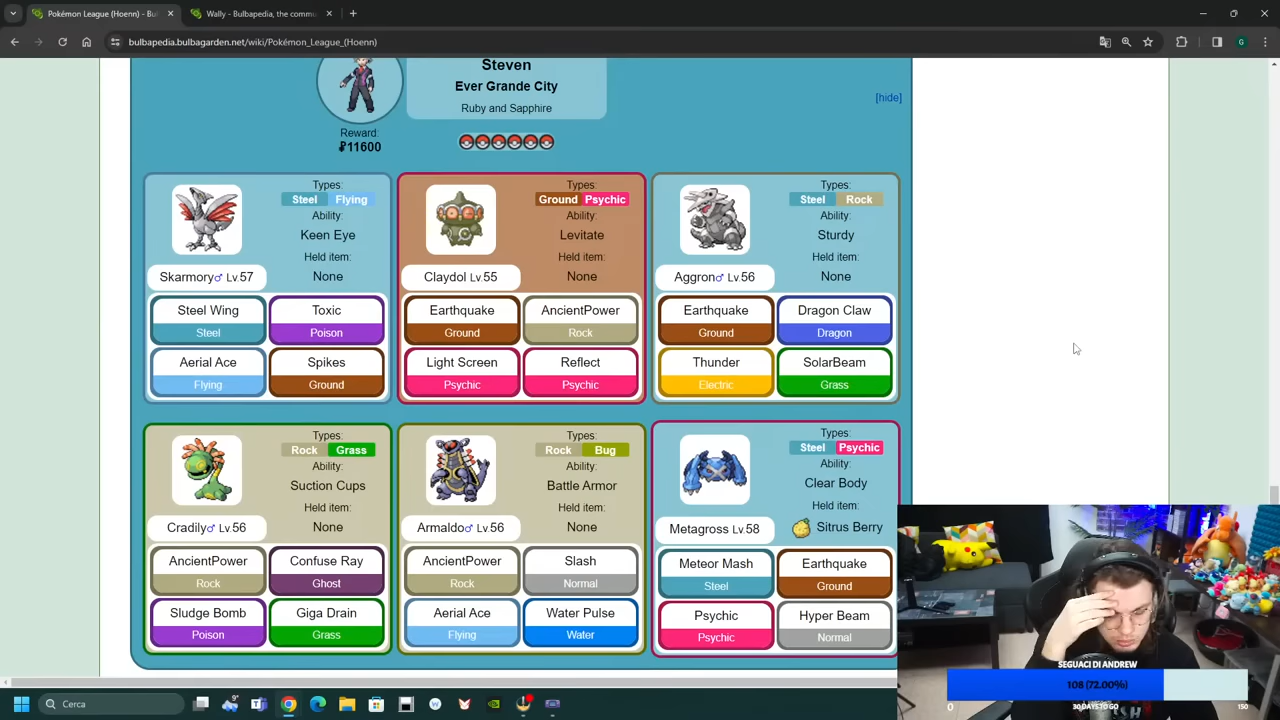 Pokémon League (Hoenn) - Bul
Wally - Bulbapedia, the commu
bulbapedia.bulbagarden.net/wiki/Pokémon_League_(Hoenn)
G
Steven
Ever Grande City
Ruby and Sapphire
[hide]
Reward:
₽11600
Types:
Steel Flying
Ability:
Keen Eye
Held item:
None
Skarmory♂ Lv.57
Steel Wing
Steel
Toxic
Poison
Aerial Ace
Flying
Spikes
Ground
Types:
Ground Psychic
Ability:
Levitate
Held item:
None
Claydol Lv.55
Earthquake
Ground
AncientPower
Rock
Light Screen
Psychic
Reflect
Psychic
Types:
Steel Rock
Ability:
Sturdy
Held item:
None
Aggron♂ Lv.56
Earthquake
Ground
Dragon Claw
Dragon
Thunder
Electric
SolarBeam
Grass
Types:
Rock Grass
Ability:
Suction Cups
Held item:
None
Cradily♂ Lv.56
AncientPower
Rock
Confuse Ray
Ghost
Sludge Bomb
Poison
Giga Drain
Grass
Types:
Rock Bug
Ability:
Battle Armor
Held item:
None
Armaldo♂ Lv.56
AncientPower
Rock
Slash
Normal
Aerial Ace
Flying
Water Pulse
Water
Types:
Steel Psychic
Ability:
Clear Body
Held item:
Sitrus Berry
Metagross Lv.58
Meteor Mash
Steel
Earthquake
Ground
Psychic
Psychic
Hyper Beam
Normal
SEGUACI DI ANDREW
108 (72.00%)
0
30 DAYS TO GO
150
Cerca